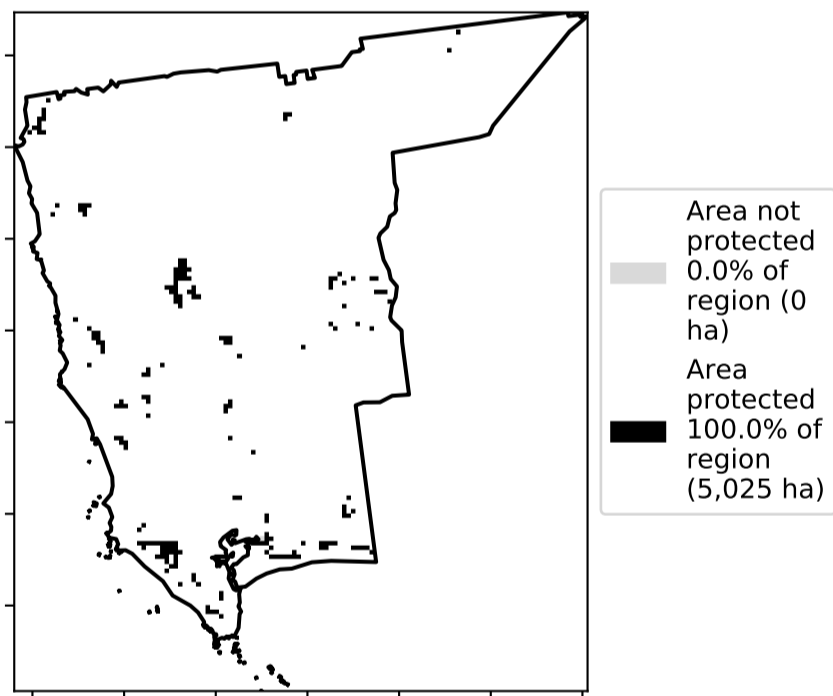 Area not
protected
0.0% of
region (0
ha)
Area
protected
100.0% of
region
(5,025 ha)